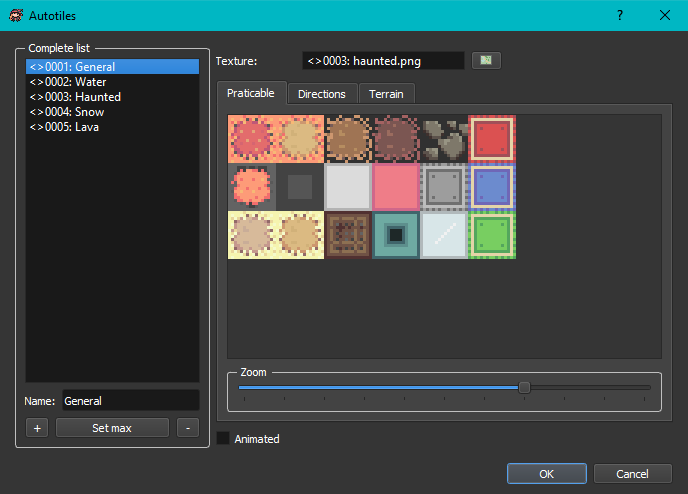 Autotiles
?
Complete list
<>0001: General
<>0002: Water
<>0003: Haunted
<>0004: Snow
<>0005: Lava
Name: General
+ Set max -
Texture: <>0003: haunted.png
Praticable Directions Terrain
Zoom
Animated
OK Cancel